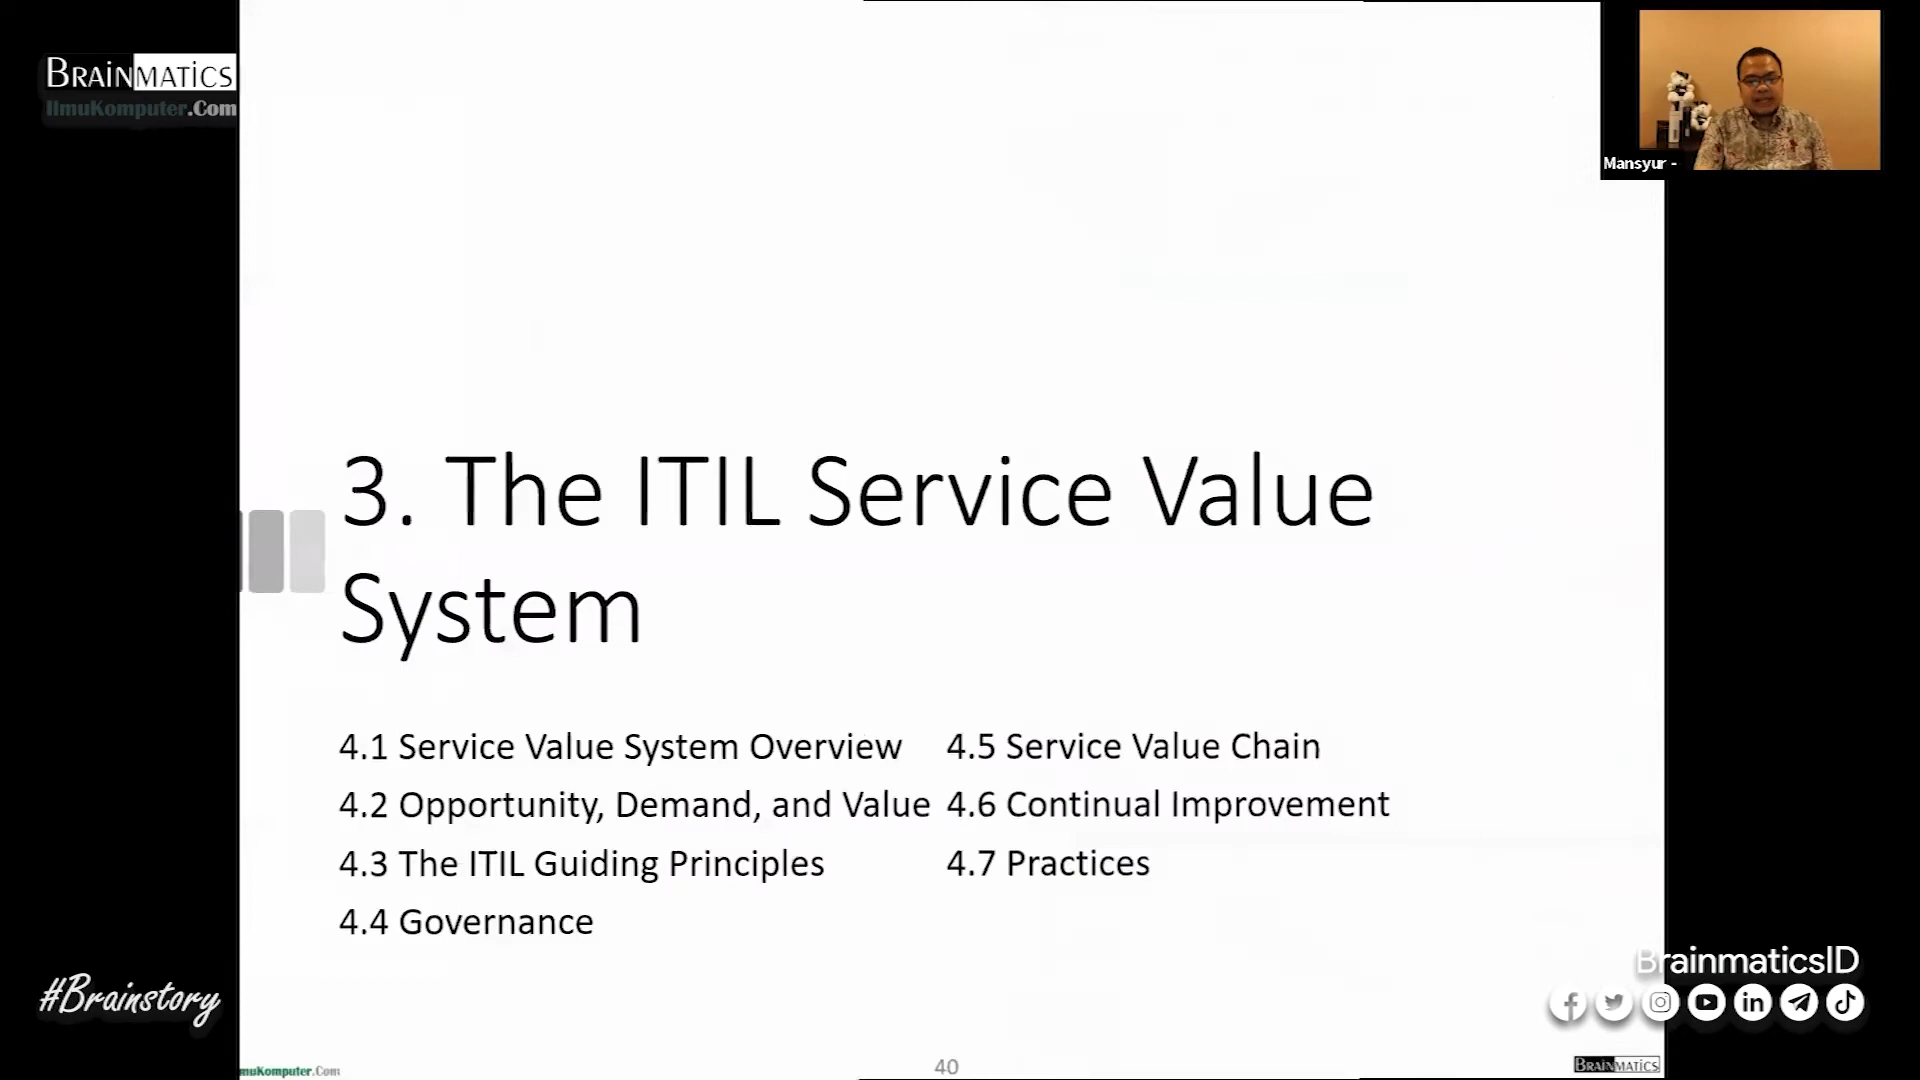 BRAINMATICS
IlmuKomputer.Com
Mansyur -
3. The ITIL Service Value
System
4.1 Service Value System Overview
4.2 Opportunity, Demand, and Value
4.3 The ITIL Guiding Principles
4.4 Governance
4.5 Service Value Chain
4.6 Continual Improvement
4.7 Practices
BrainmaticsID
#Brainstory
muKomputer.Com
40
BRAINMATICS